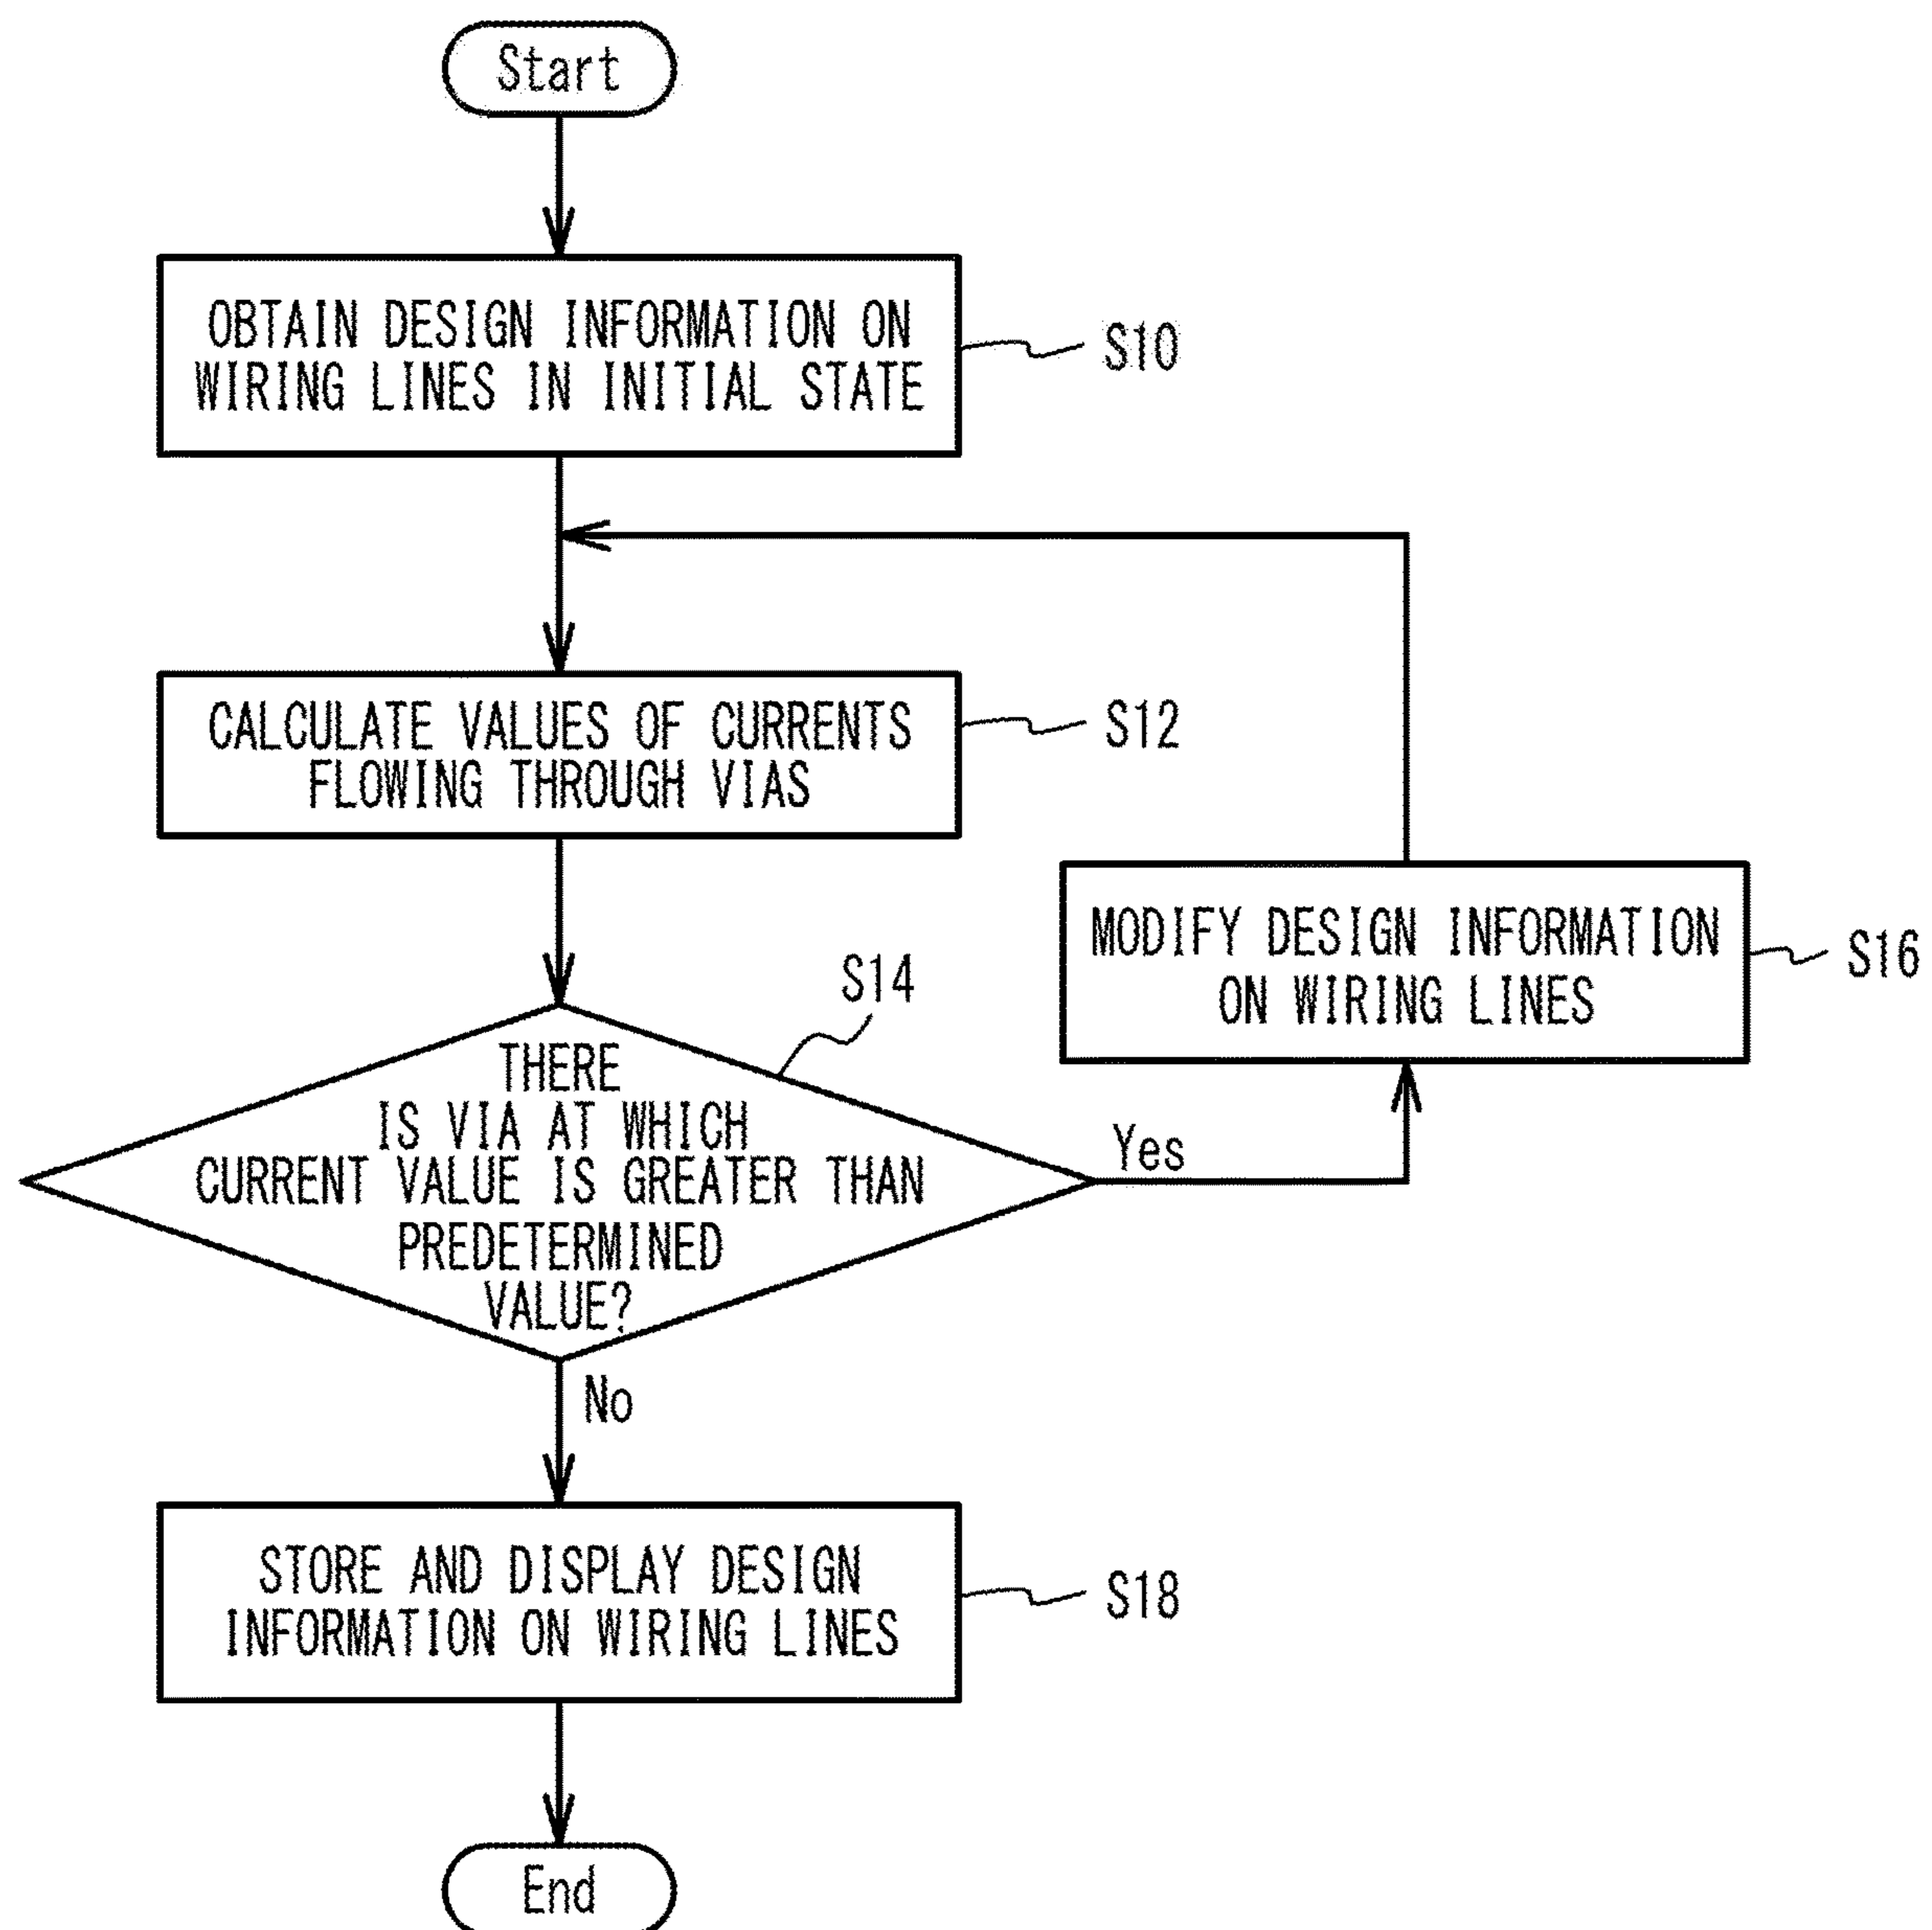 Start
OBTAIN DESIGN INFORMATION ON
WIRING LINES IN INITIAL STATE
S10
CALCULATE VALUES OF CURRENTS
FLOWING THROUGH VIAS
S12
MODIFY DESIGN INFORMATION
ON WIRING LINES
S16
S14
THERE
IS VIA AT WHICH
CURRENT VALUE IS GREATER THAN
PREDETERMINED
VALUE?
Yes
No
STORE AND DISPLAY DESIGN
INFORMATION ON WIRING LINES
S18
End